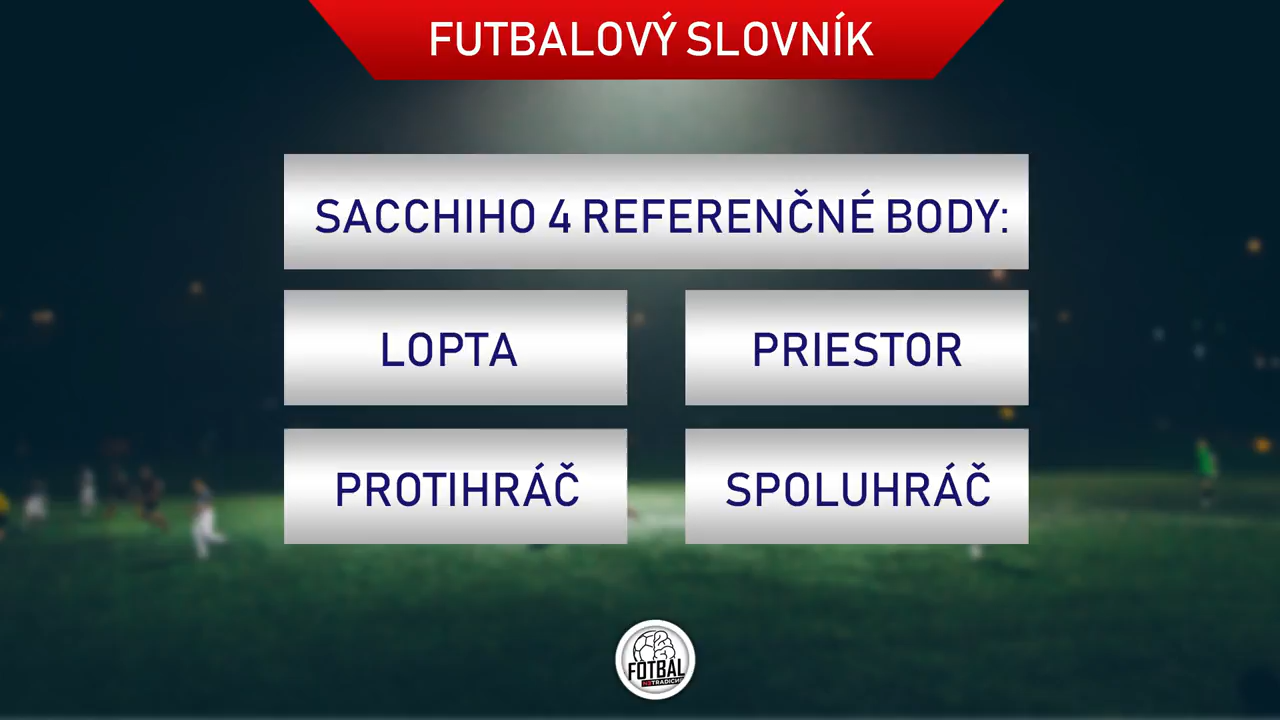 FUTBALOVÝ SLOVNÍK
SACCHIHO 4 REFERENČNÉ BODY:
LOPTA
PRIESTOR
PROTIHRÁČ
SPOLUHRÁČ
FOTBAL